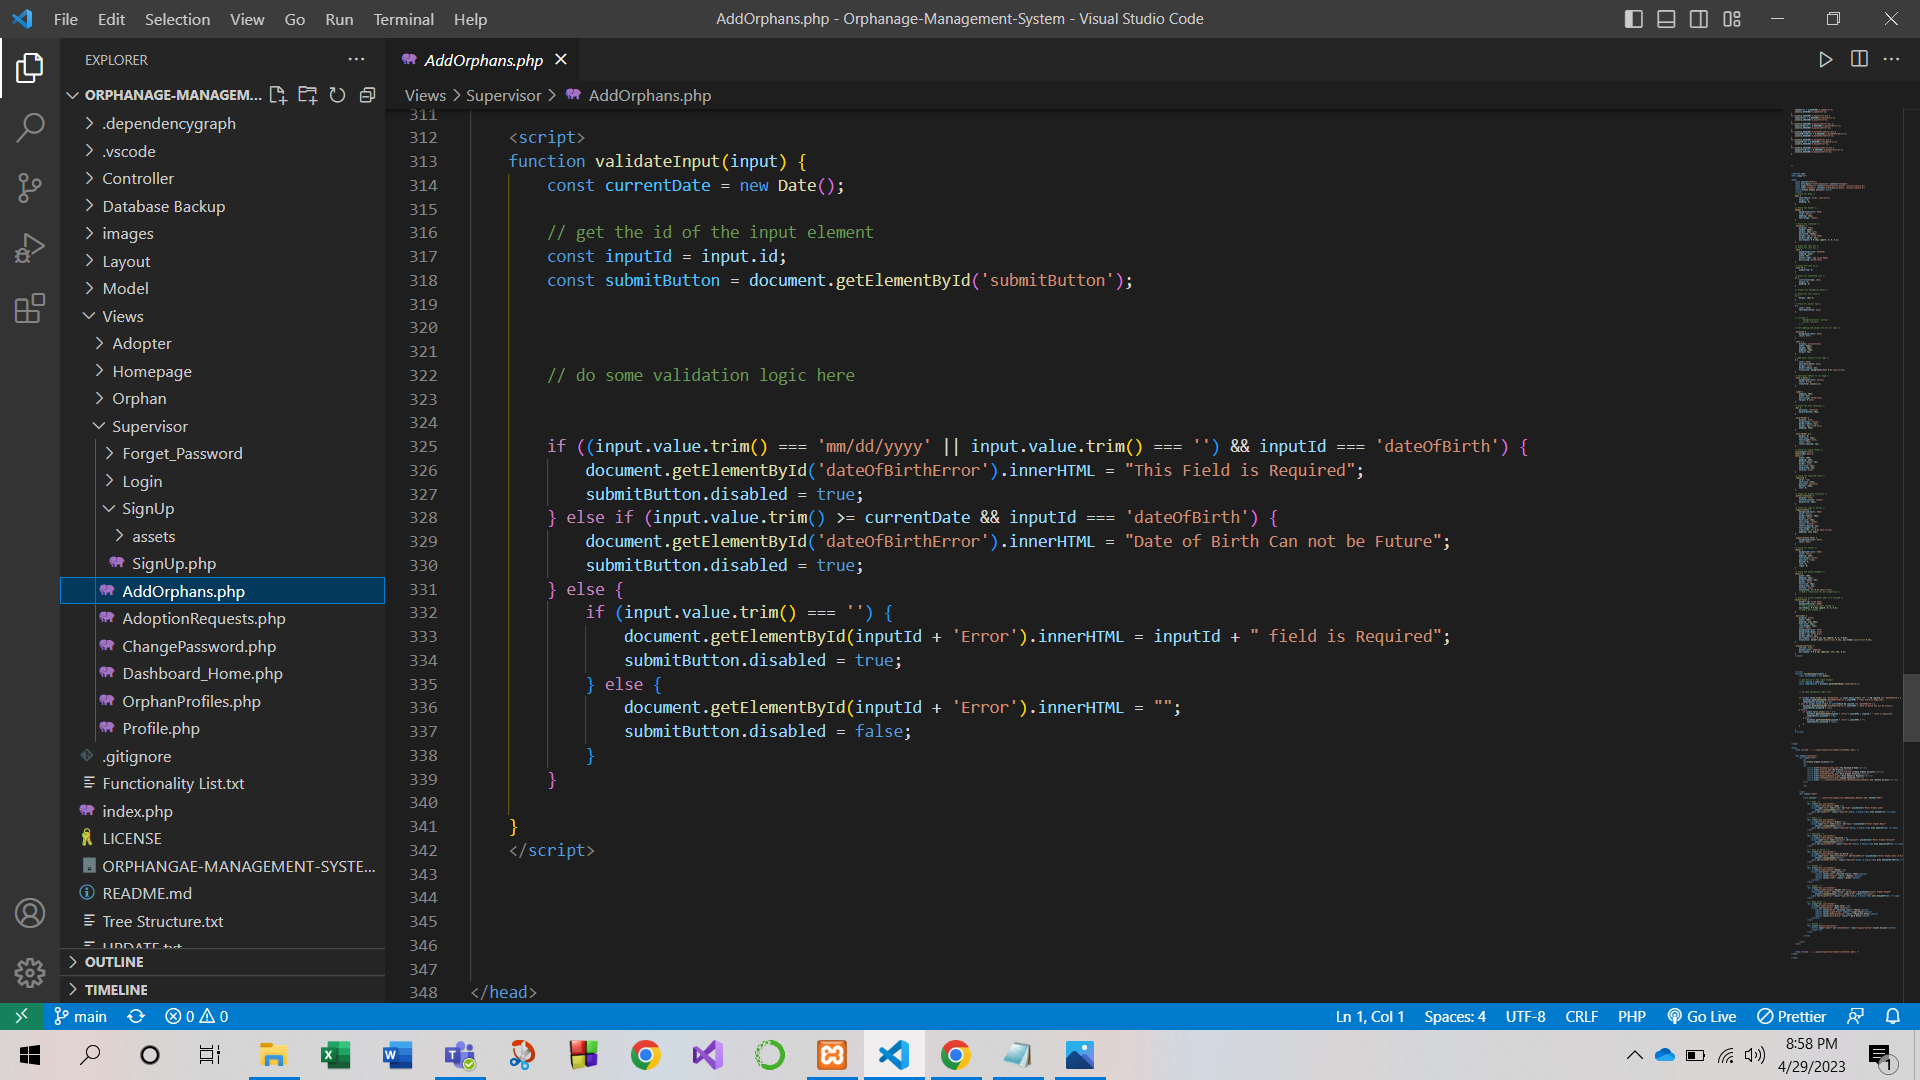 File Edit Selection View Go Run Terminal Help
AddOrphans.php - Orphanage-Management-System - Visual Studio Code
EXPLORER
ORPHANAGE-MANAGEM...
.dependencygraph
.vscode
Controller
Database Backup
images
Layout
Model
Views
Adopter
Homepage
Orphan
Supervisor
Forget_Password
Login
SignUp
assets
SignUp.php
AddOrphans.php
AdoptionRequests.php
ChangePassword.php
Dashboard_Home.php
OrphanProfiles.php
Profile.php
.gitignore
Functionality List.txt
index.php
LICENSE
ORPHANGAE-MANAGEMENT-SYSTE...
README.md
Tree Structure.txt
UPDATE.txt
OUTLINE
TIMELINE
AddOrphans.php
Views > Supervisor > AddOrphans.php
311
312 <script>
313 function validateInput(input) {
314 const currentDate = new Date();
315
316 // get the id of the input element
317 const inputId = input.id;
318 const submitButton = document.getElementById('submitButton');
319
320
321
322 // do some validation logic here
323
324
325 if ((input.value.trim() === 'mm/dd/yyyy' || input.value.trim() === '') && inputId === 'dateOfBirth') {
326 document.getElementById('dateOfBirthError').innerHTML = "This Field is Required";
327 submitButton.disabled = true;
328 } else if (input.value.trim() >= currentDate && inputId === 'dateOfBirth') {
329 document.getElementById('dateOfBirthError').innerHTML = "Date of Birth Can not be Future";
330 submitButton.disabled = true;
331 } else {
332 if (input.value.trim() === '') {
333 document.getElementById(inputId + 'Error').innerHTML = inputId + " field is Required";
334 submitButton.disabled = true;
335 } else {
336 document.getElementById(inputId + 'Error').innerHTML = "";
337 submitButton.disabled = false;
338 }
339 }
340
341 }
342 </script>
343
344
345
346
347
348 </head>
main 0 0
Ln 1, Col 1 Spaces: 4 UTF-8 CRLF PHP Go Live Prettier
8:58 PM
4/29/2023
1